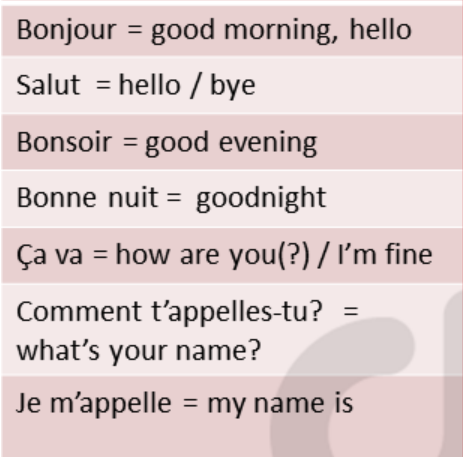 Bonjour = good morning, hello
Salut = hello / bye
Bonsoir = good evening
Bonne nuit = goodnight
Ça va = how are you(?) / I'm fine
Comment t'appelles-tu? =
what's your name?
Je m'appelle = my name is